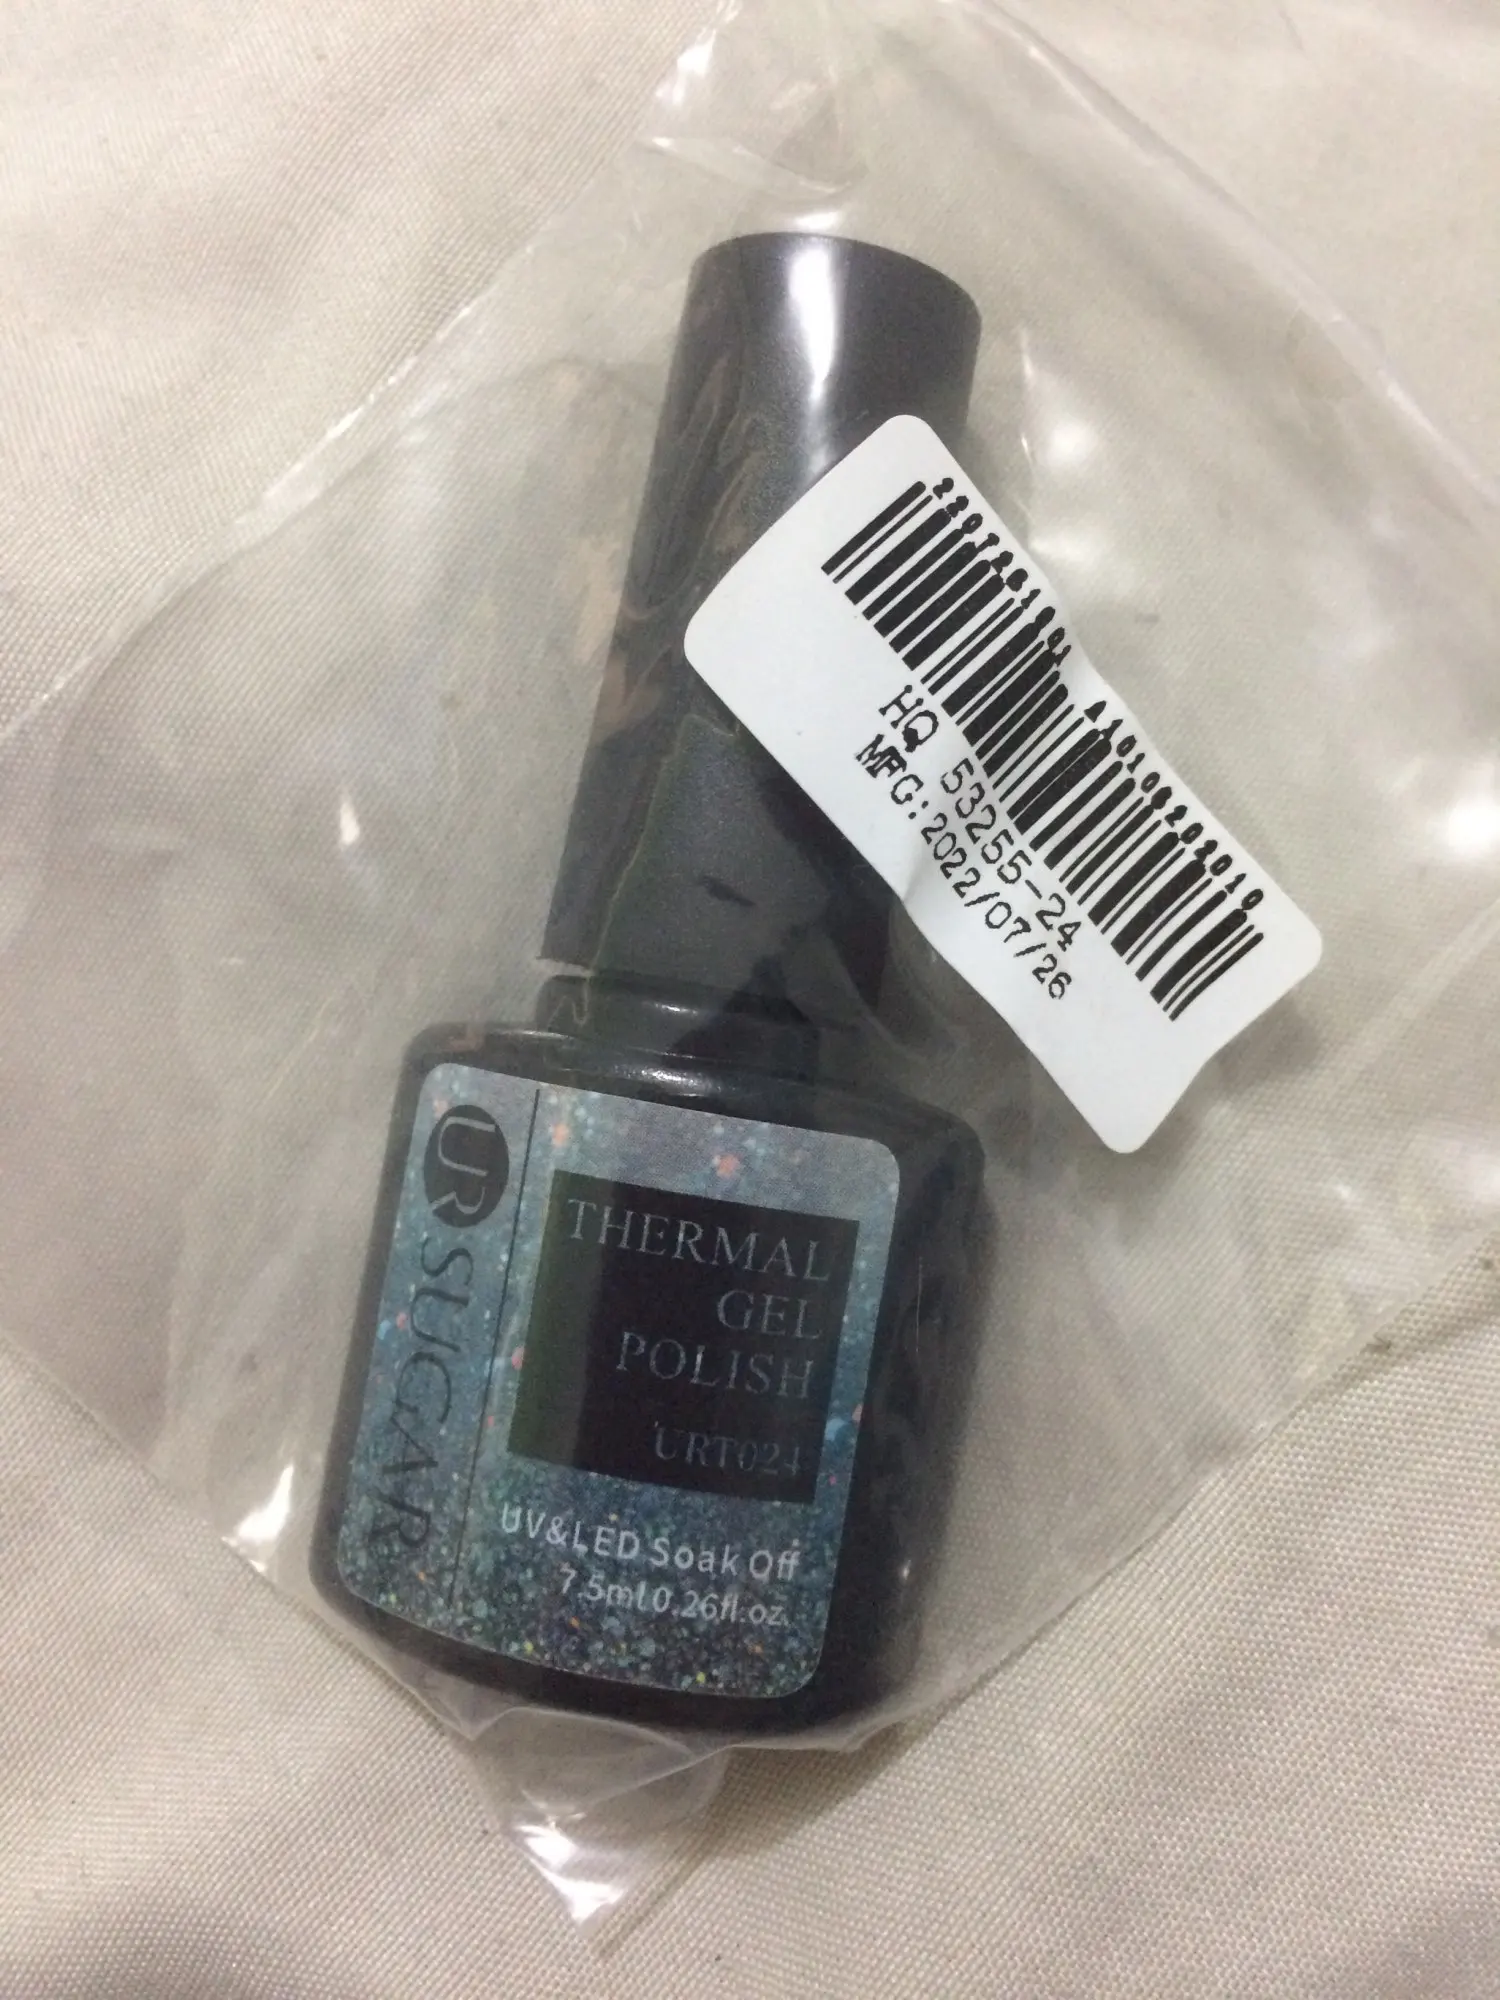 HQ 53255-24
MFG:2022/07/26
UR SUGAR
THERMAL
GEL
POLISH
URT024
UV&LED Soak Off
7.5ml 0.26fl.oz.